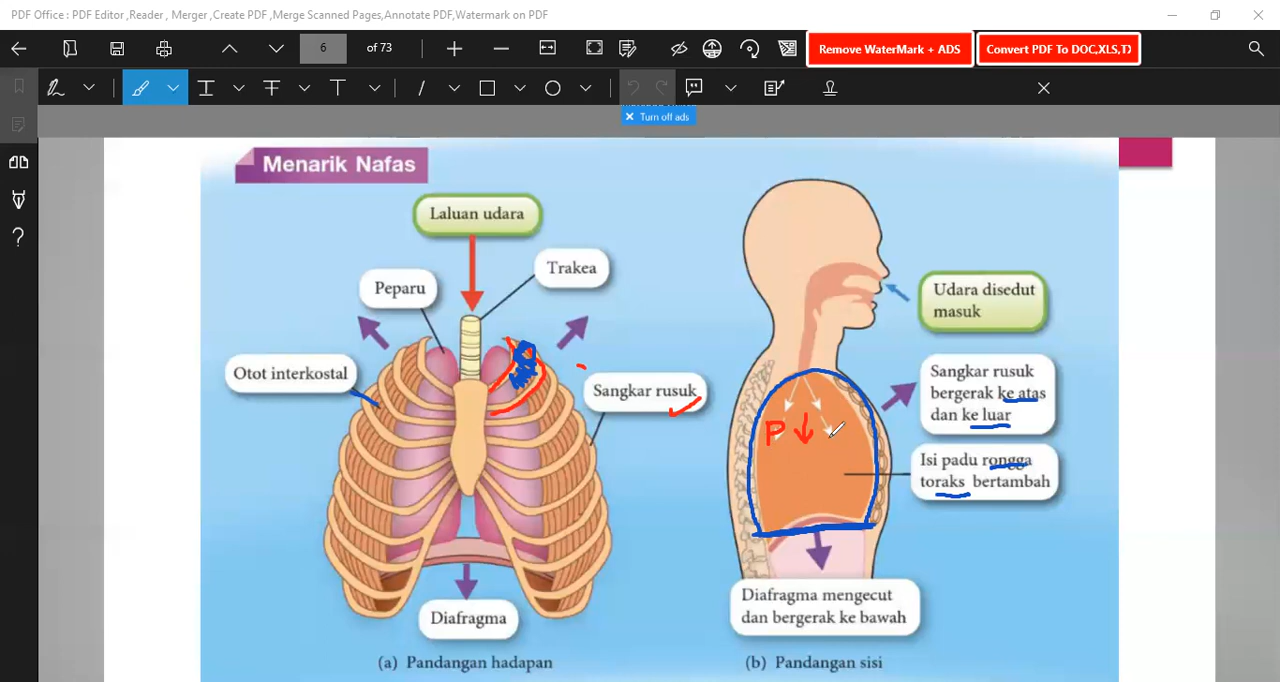 PDF Office : PDF Editor ,Reader , Merger ,Create PDF ,Merge Scanned Pages,Annotate PDF,Watermark on PDF
6 of 73
Remove WaterMark + ADS
Convert PDF To DOC,XLS,T
Turn off ads
Menarik Nafas
Laluan udara
Trakea
Peparu
Otot interkostal
Sangkar rusuk
Diafragma
(a) Pandangan hadapan
Udara disedut
masuk
Sangkar rusuk
bergerak ke atas
dan ke luar
P
Isi padu rongga
toraks bertambah
Diafragma mengecut
dan bergerak ke bawah
(b) Pandangan sisi